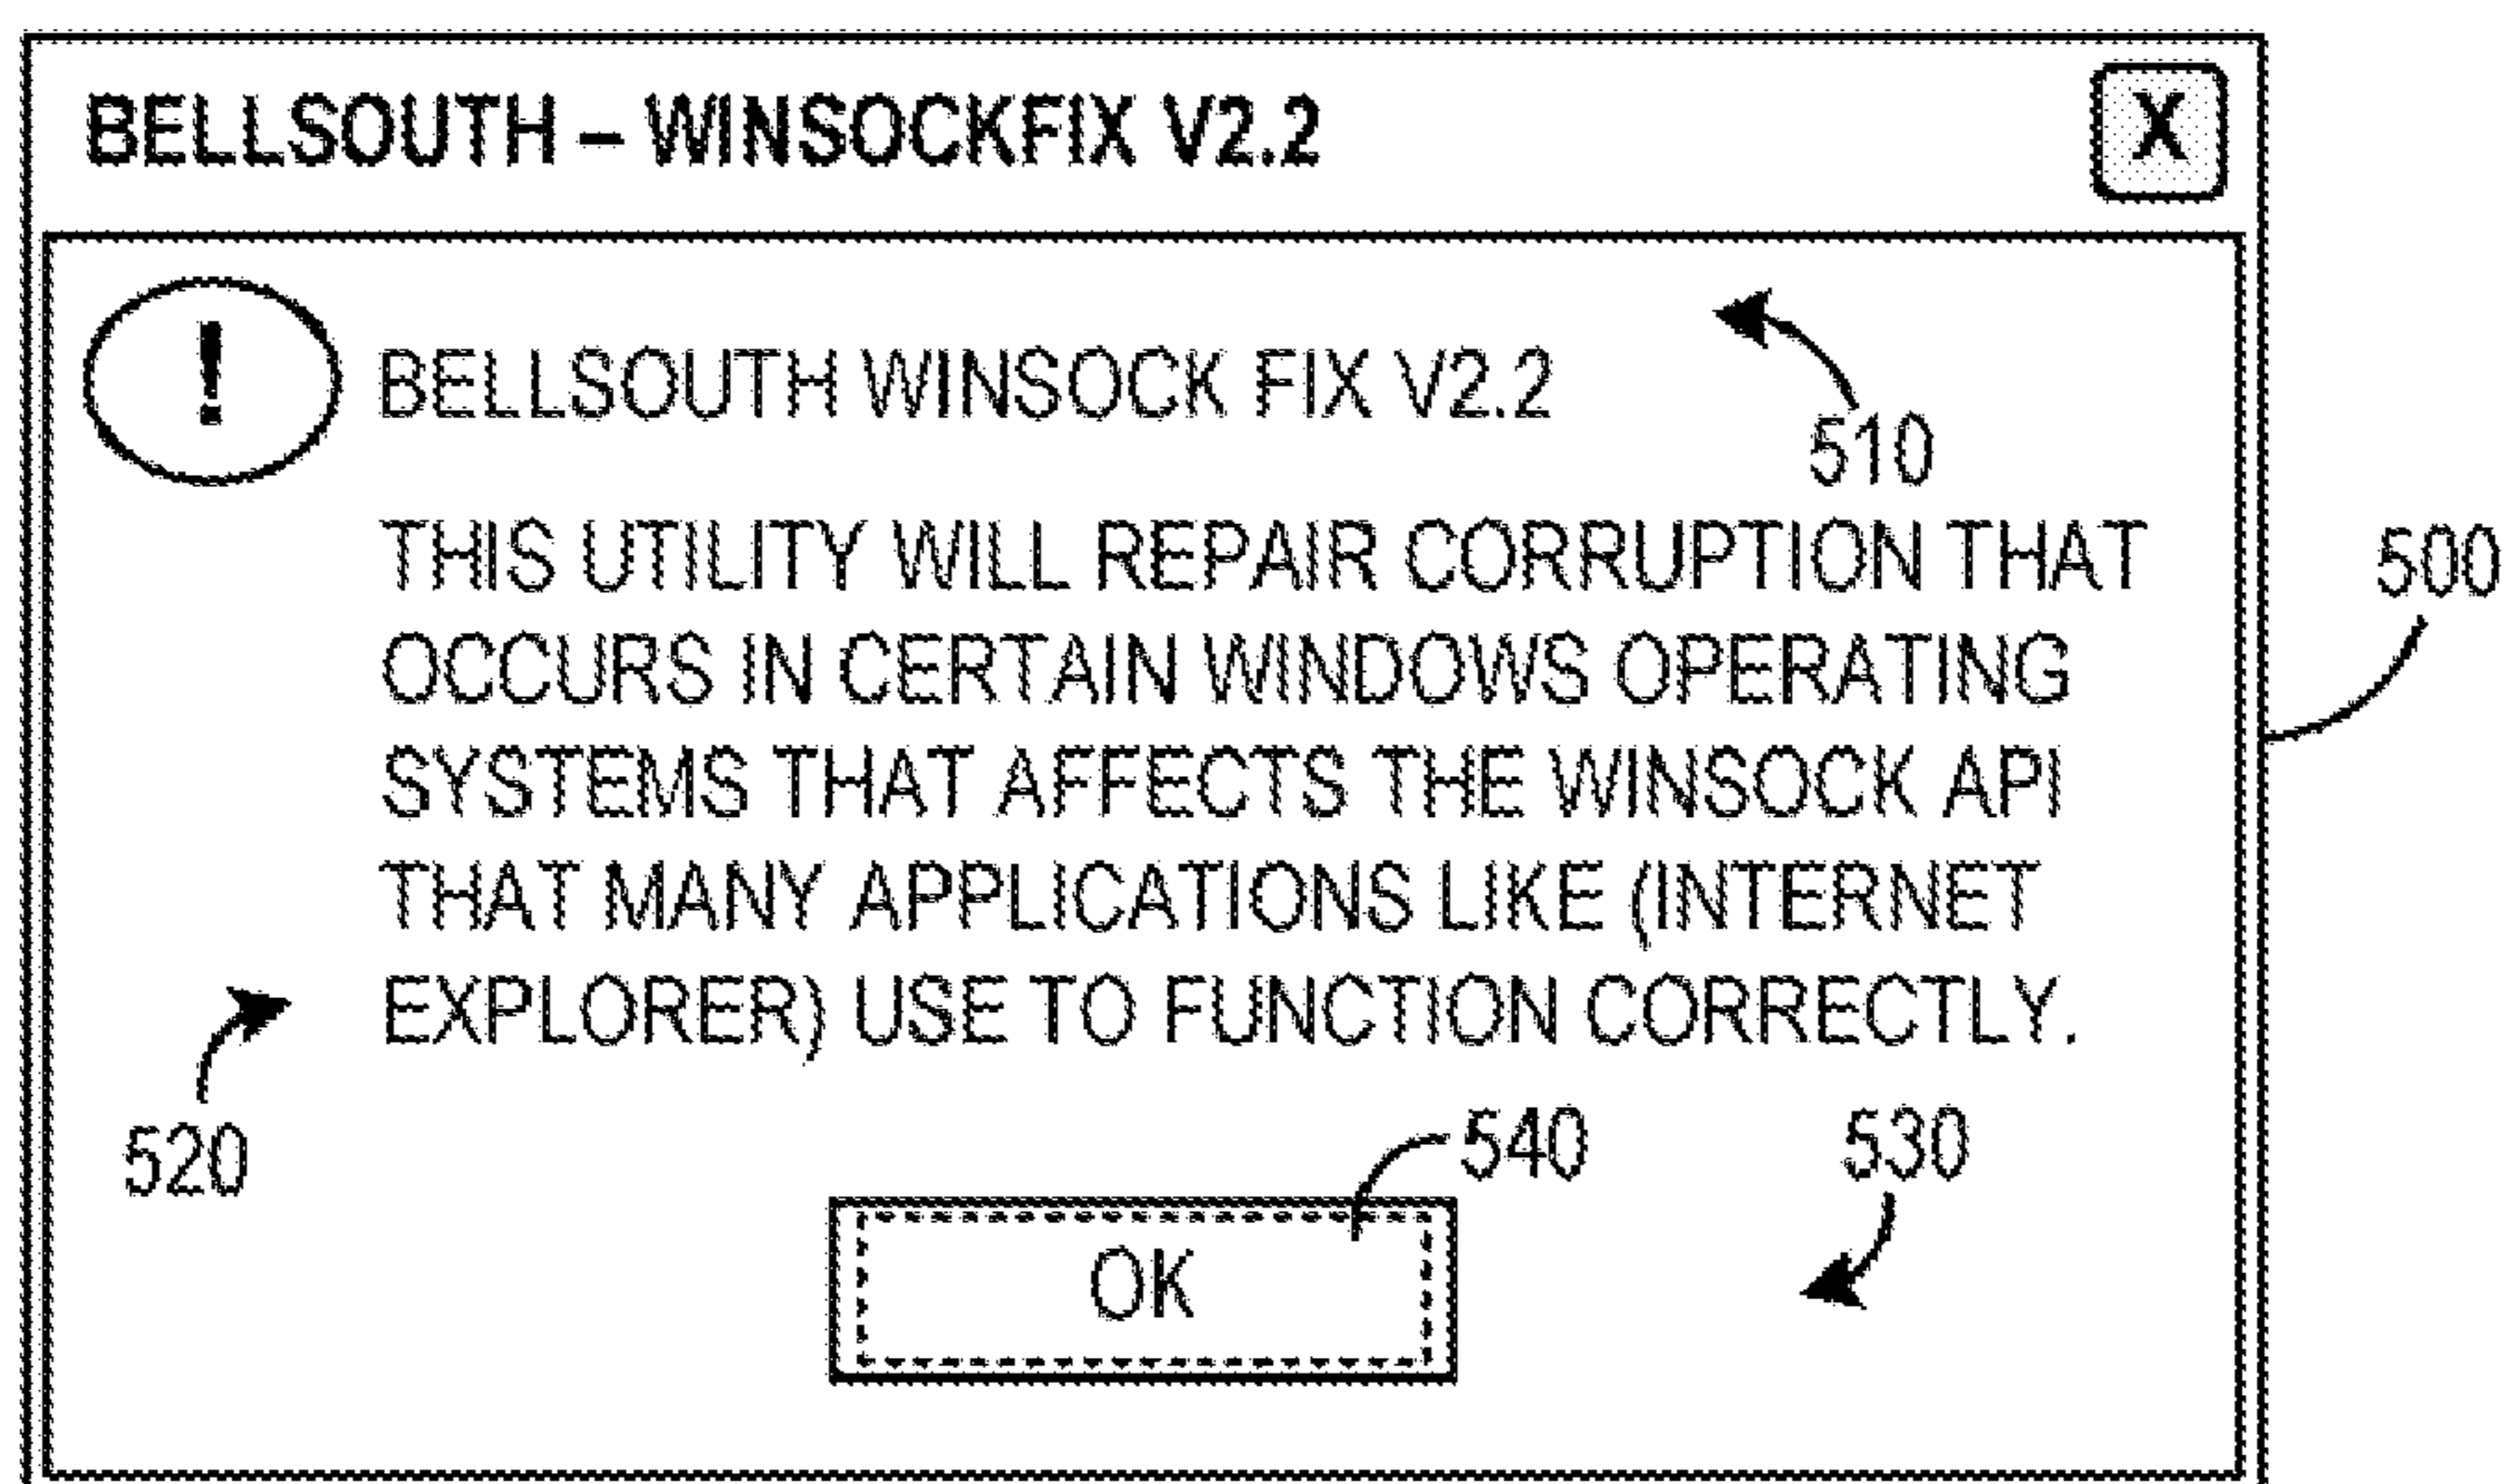 BELLSOUTH – WINSOCKFIX V2.2 X
! BELLSOUTH WINSOCK FIX V2.2
510
THIS UTILITY WILL REPAIR CORRUPTION THAT
500
OCCURS IN CERTAIN WINDOWS OPERATING
SYSTEMS THAT AFFECTS THE WINSOCK API
THAT MANY APPLICATIONS LIKE (INTERNET
EXPLORER) USE TO FUNCTION CORRECTLY.
520
540
530
OK